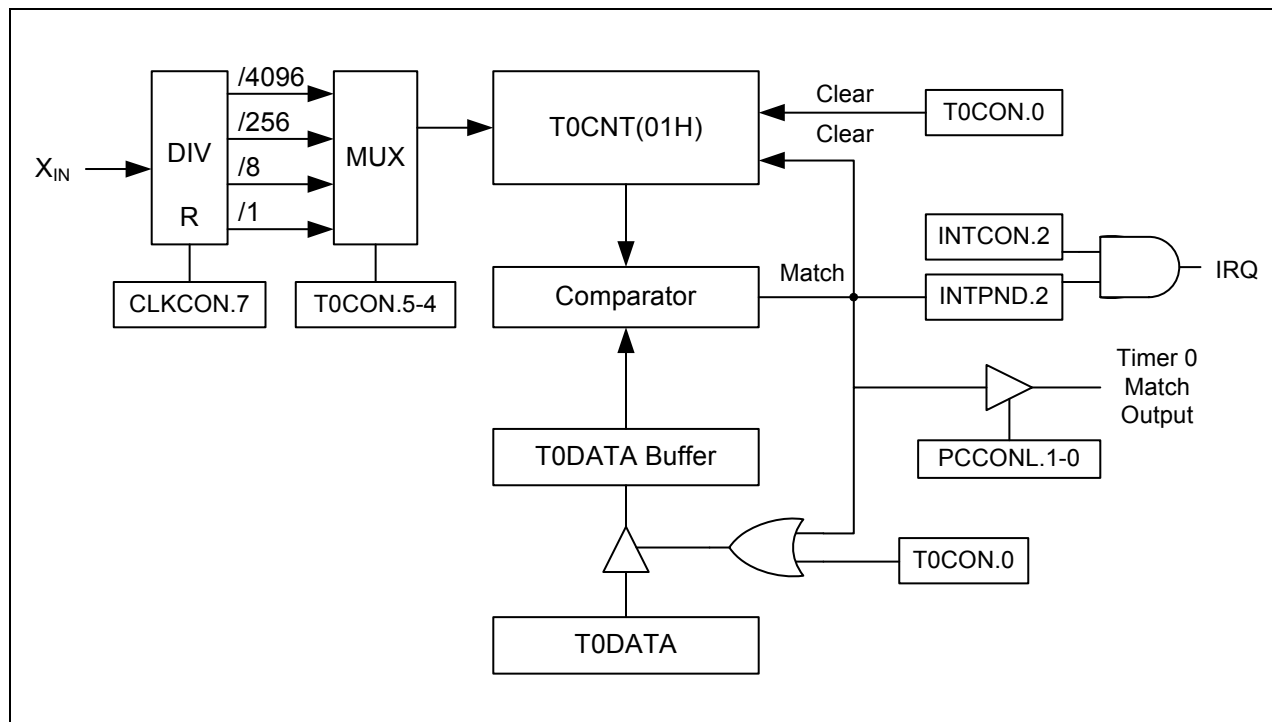 /4096
/256
/8
/1
X_IN
DIV
R
MUX
CLKCON.7
T0CON.5-4
T0CNT(01H)
Clear
Clear
T0CON.0
Comparator
Match
INTCON.2
INTPND.2
IRQ
Timer 0
Match
Output
PCCONL.1-0
T0DATA Buffer
T0CON.0
T0DATA